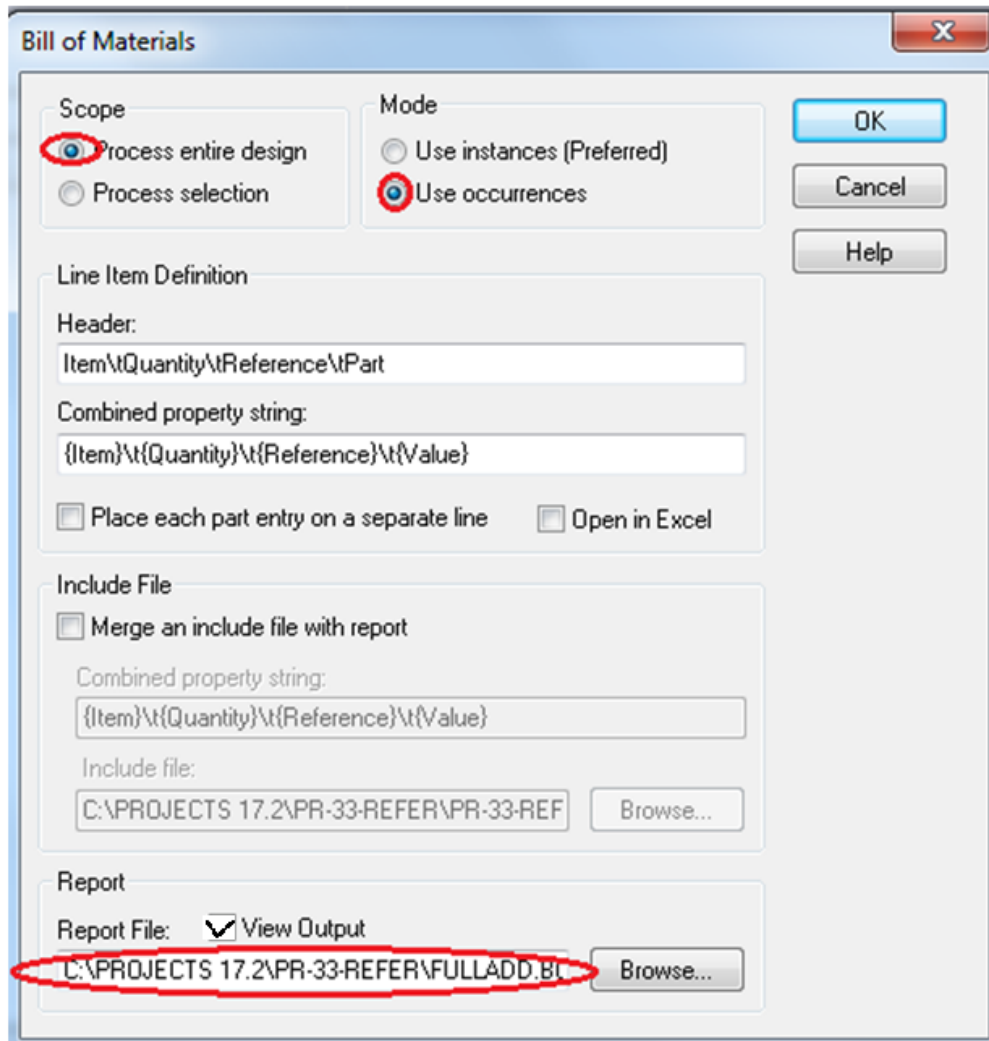 Bill of Materials
Scope
Process entire design
Process selection
Mode
Use instances (Preferred)
Use occurrences
OK
Cancel
Help
Line Item Definition
Header:
Item\tQuantity\tReference\tPart
Combined property string:
{Item}\t{Quantity}\t{Reference}\t{Value}
Place each part entry on a separate line
Open in Excel
Include File
Merge an include file with report
Combined property string:
{Item}\t{Quantity}\t{Reference}\t{Value}
Include file:
C:\PROJECTS 17.2\PR-33-REFER\PR-33-REF
Browse...
Report
Report File:
View Output
C:\PROJECTS 17.2\PR-33-REFER\FULLADD.BO
Browse...